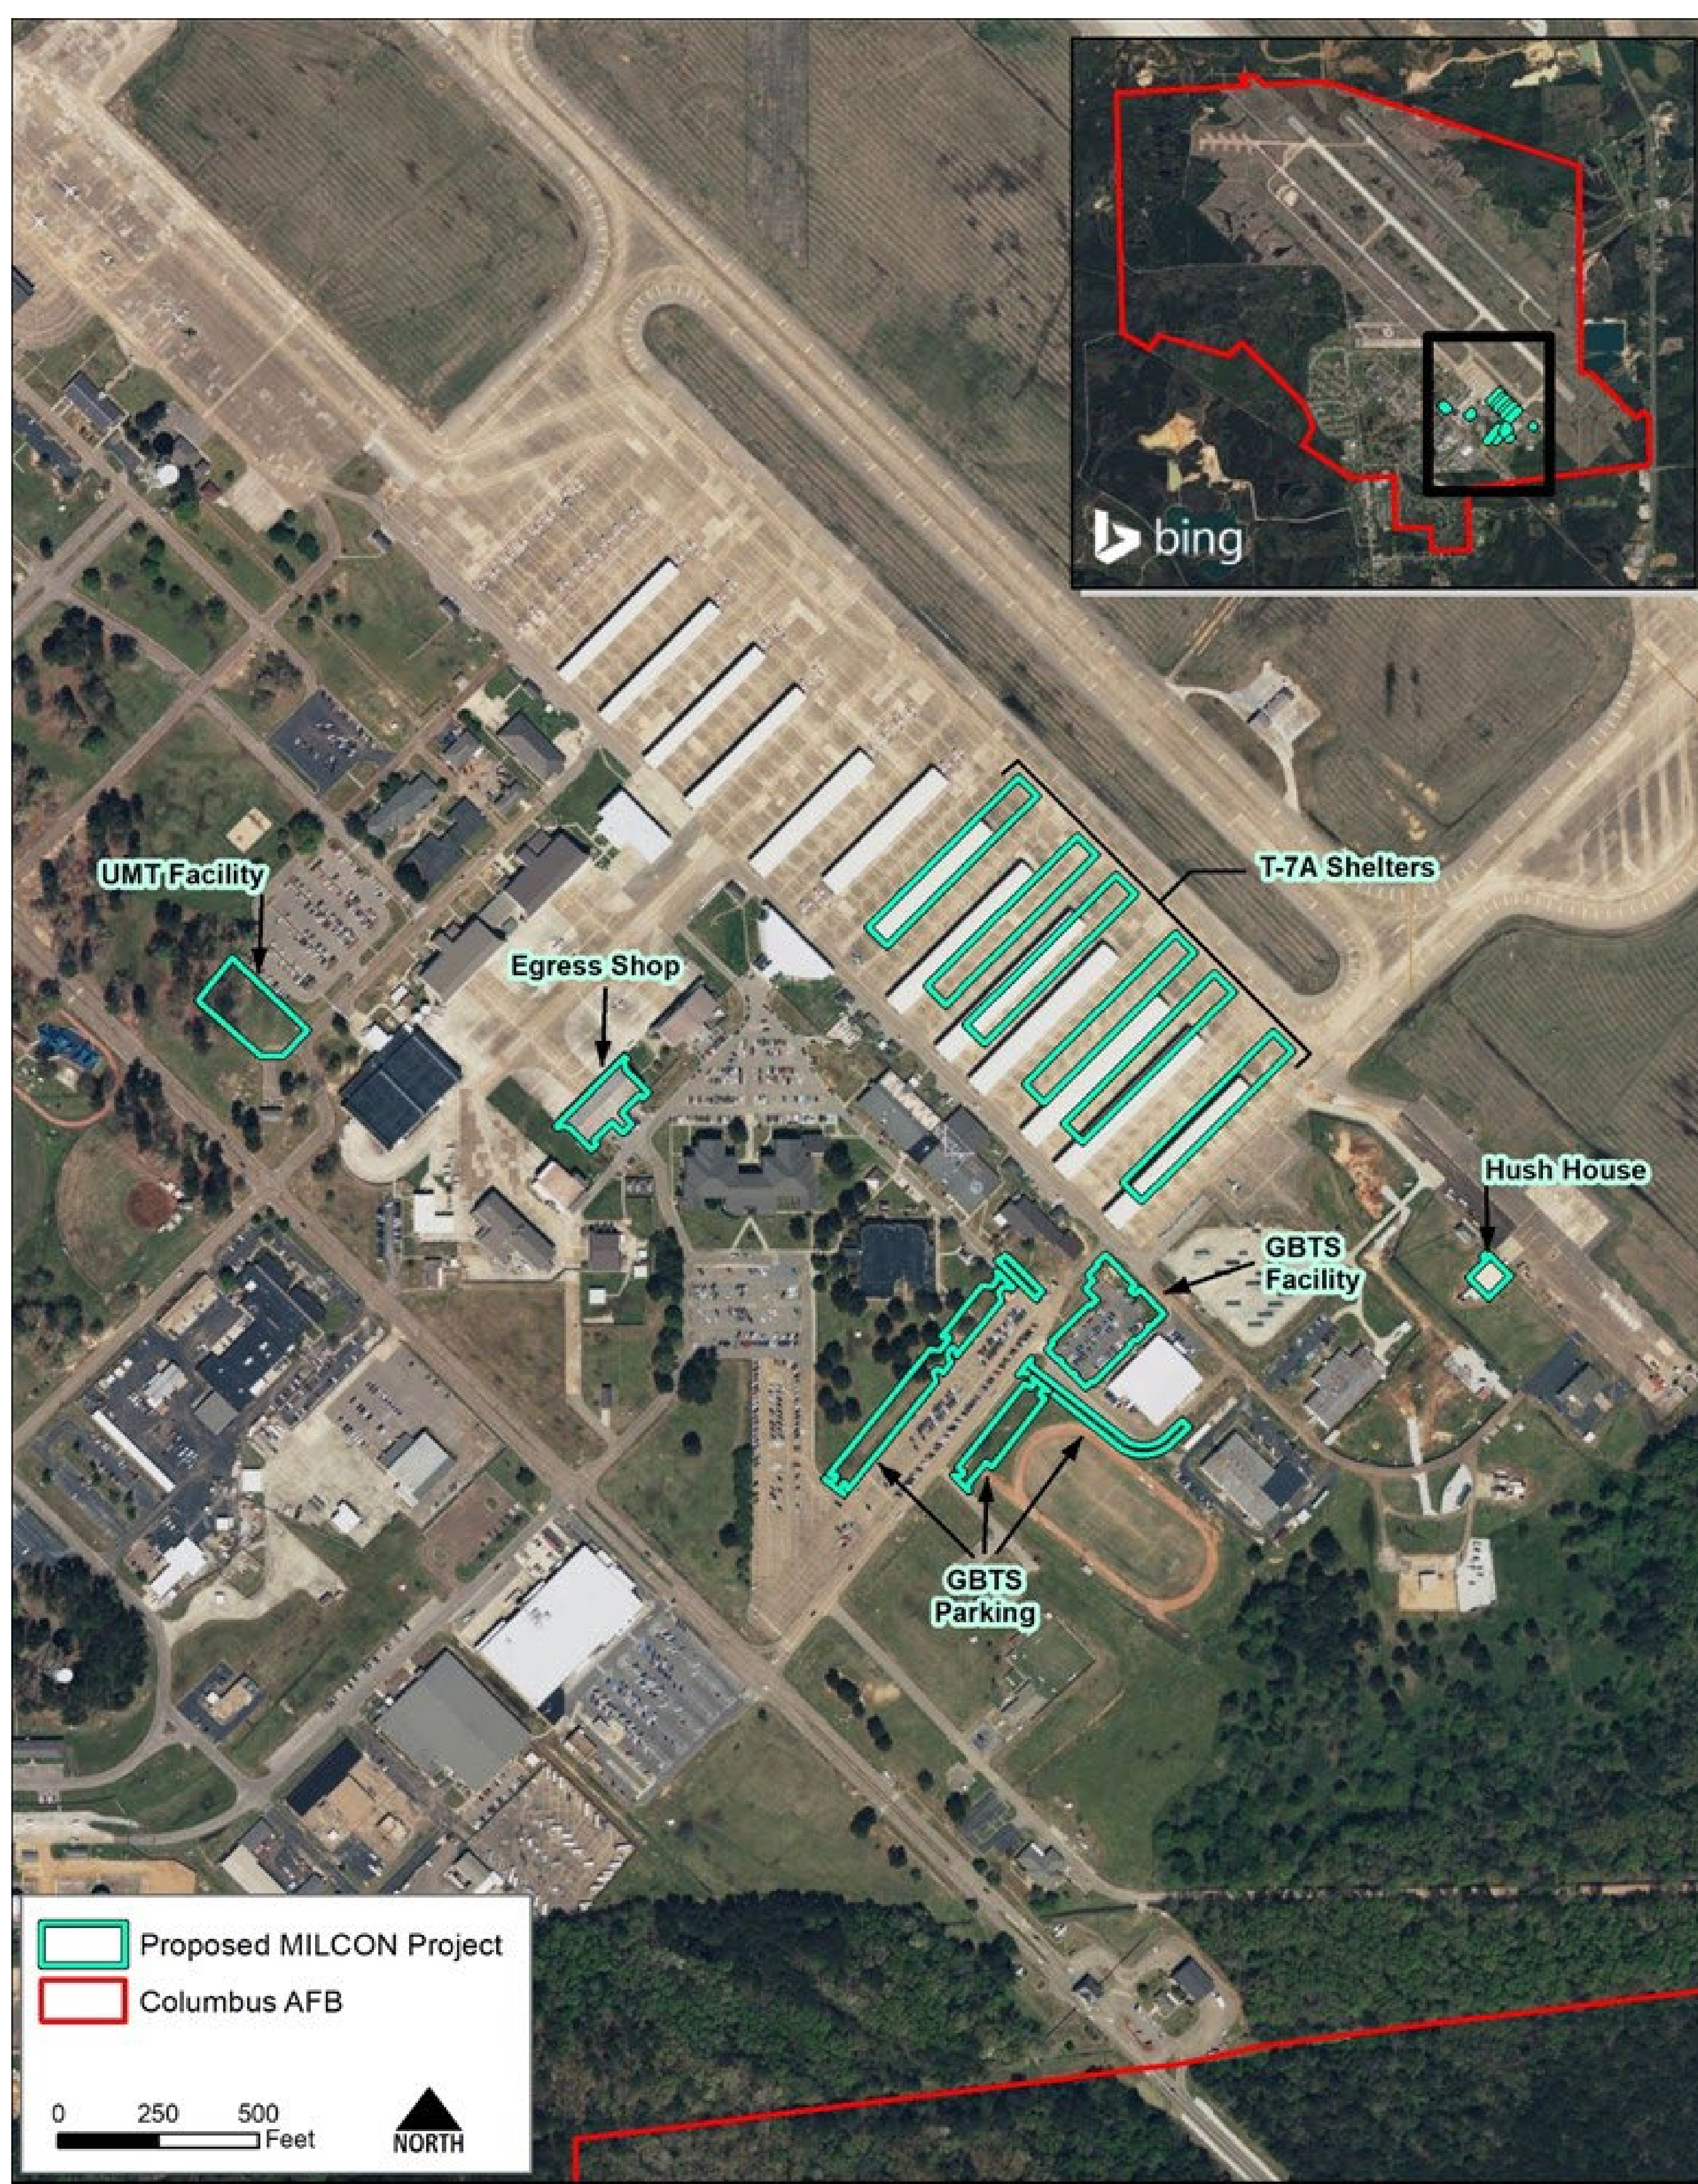 bing
UMT Facility
T-7A Shelters
Egress Shop
Hush House
GBTS
Facility
GBTS
Parking
Proposed MILCON Project
Columbus AFB
0 250 500
Feet
NORTH